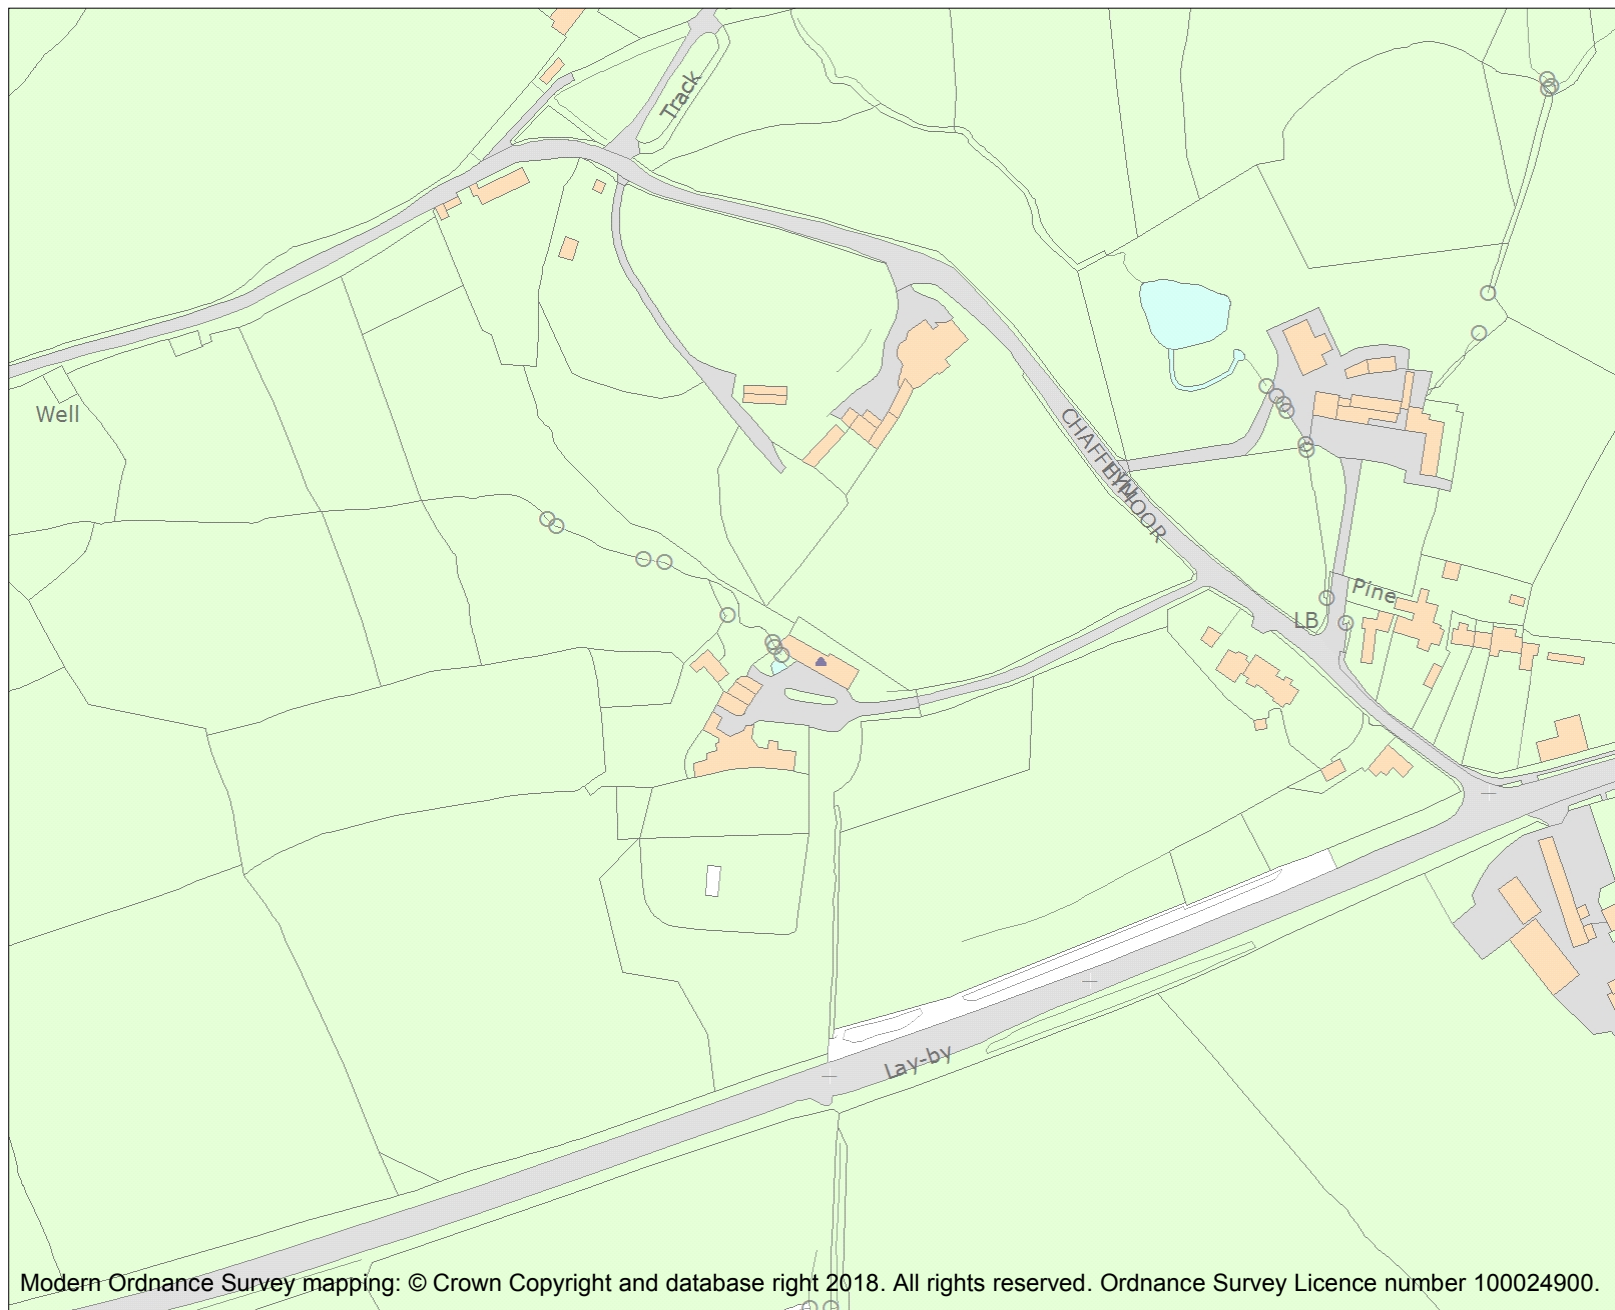 Track
Well
CHAFFEYMOOR
Pine
LB
Lay-by
Modern Ordnance Survey mapping: © Crown Copyright and database right 2018. All rights reserved. Ordnance Survey Licence number 100024900.